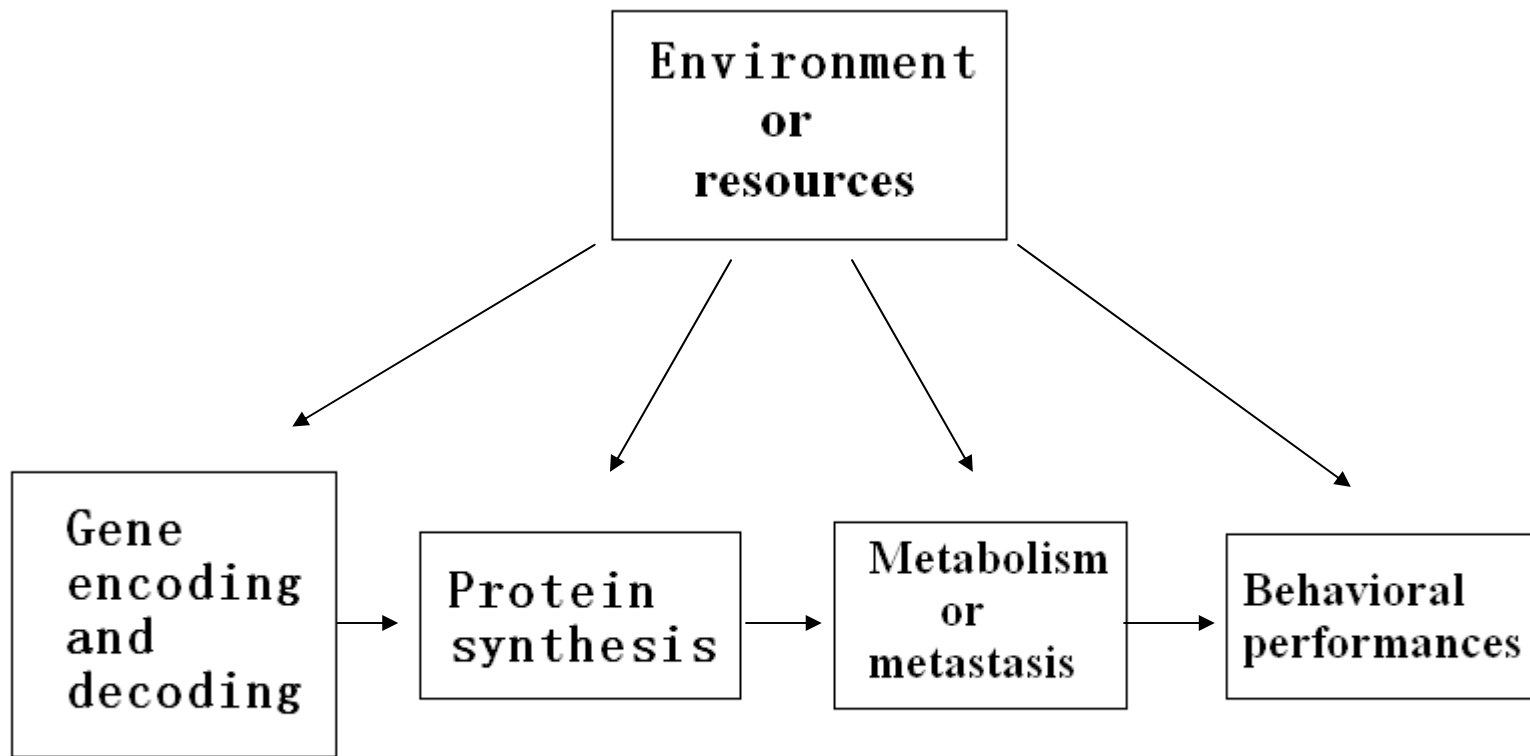 Environment
or
resources
Gene
encoding
and
decoding
Protein
synthesis
Metabolism
or
metastasis
Behavioral
performances